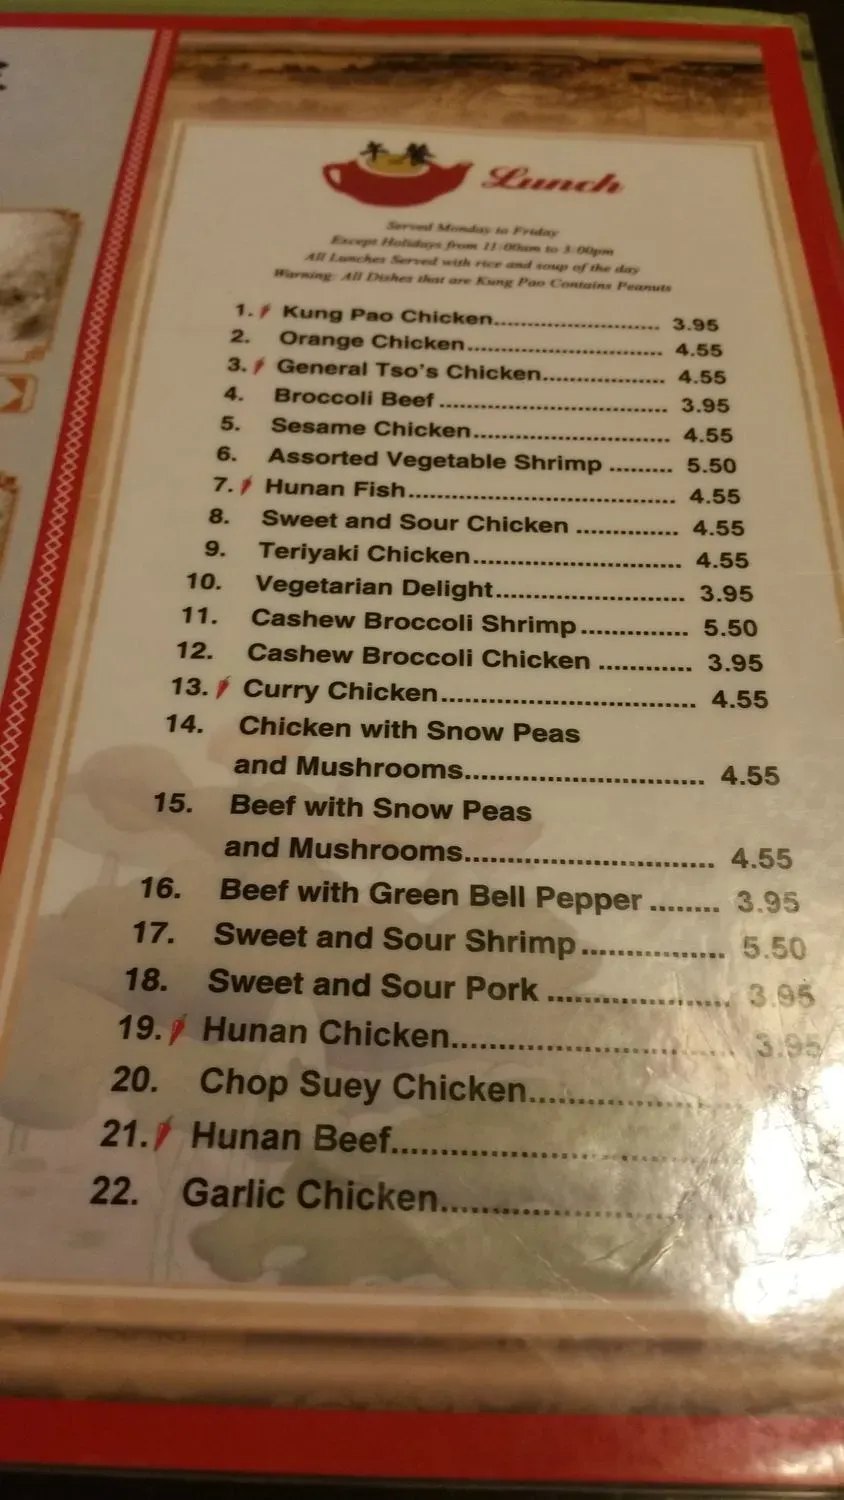 午餐
Lunch
Served Monday to Friday
Except Holidays from 11:00am to 3:00pm
All Lunches Served with rice and soup of the day
Warning: All Dishes that are Kung Pao Contains Peanuts
1. Kung Pao Chicken............................ 3.95
2. Orange Chicken................................ 4.55
3. General Tso's Chicken.................... 4.55
4. Broccoli Beef ..................................... 3.95
5. Sesame Chicken................................ 4.55
6. Assorted Vegetable Shrimp ......... 5.50
7. Hunan Fish........................................ 4.55
8. Sweet and Sour Chicken ............... 4.55
9. Teriyaki Chicken................................ 4.55
10. Vegetarian Delight............................ 3.95
11. Cashew Broccoli Shrimp............... 5.50
12. Cashew Broccoli Chicken ............ 3.95
13. Curry Chicken.................................. 4.55
14. Chicken with Snow Peas
and Mushrooms............................... 4.55
15. Beef with Snow Peas
and Mushrooms............................... 4.55
16. Beef with Green Bell Pepper ........ 3.95
17. Sweet and Sour Shrimp................ 5.50
18. Sweet and Sour Pork .................... 3.95
19. Hunan Chicken............................... 3.95
20. Chop Suey Chicken.......................
21. Hunan Beef....................................
22. Garlic Chicken...............................